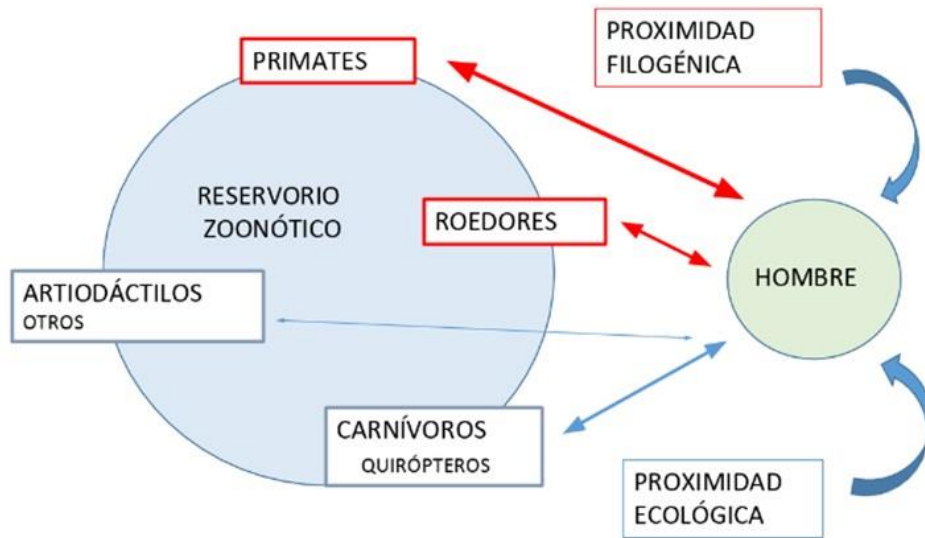 PRIMATES
PROXIMIDAD
FILOGÉNICA
RESERVORIO
ZOONÓTICO
ROEDORES
HOMBRE
ARTIODÁCTILOS
OTROS
CARNÍVOROS
QUIRÓPTEROS
PROXIMIDAD
ECOLÓGICA